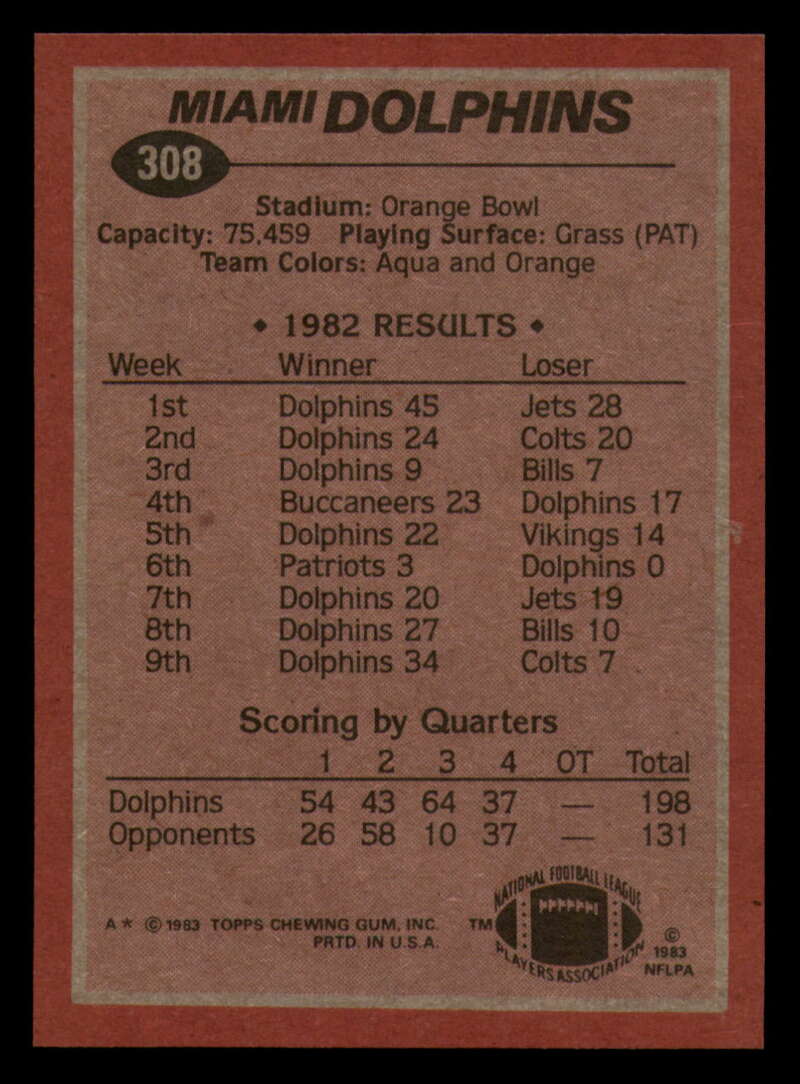 MIAMI DOLPHINS
308
Stadium: Orange Bowl
Capacity: 75,459 Playing Surface: Grass (PAT)
Team Colors: Aqua and Orange
• 1982 RESULTS •
Week Winner Loser
1st Dolphins 45 Jets 28
2nd Dolphins 24 Colts 20
3rd Dolphins 9 Bills 7
4th Buccaneers 23 Dolphins 17
5th Dolphins 22 Vikings 14
6th Patriots 3 Dolphins 0
7th Dolphins 20 Jets 19
8th Dolphins 27 Bills 10
9th Dolphins 34 Colts 7
Scoring by Quarters
1 2 3 4 OT Total
Dolphins 54 43 64 37 — 198
Opponents 26 58 10 37 — 131
A* © 1983 TOPPS CHEWING GUM, INC.
PRTD. IN U.S.A.
TM
NATIONAL FOOTBALL LEAGUE
PLAYERS ASSOCIATION
©
1983
NFLPA